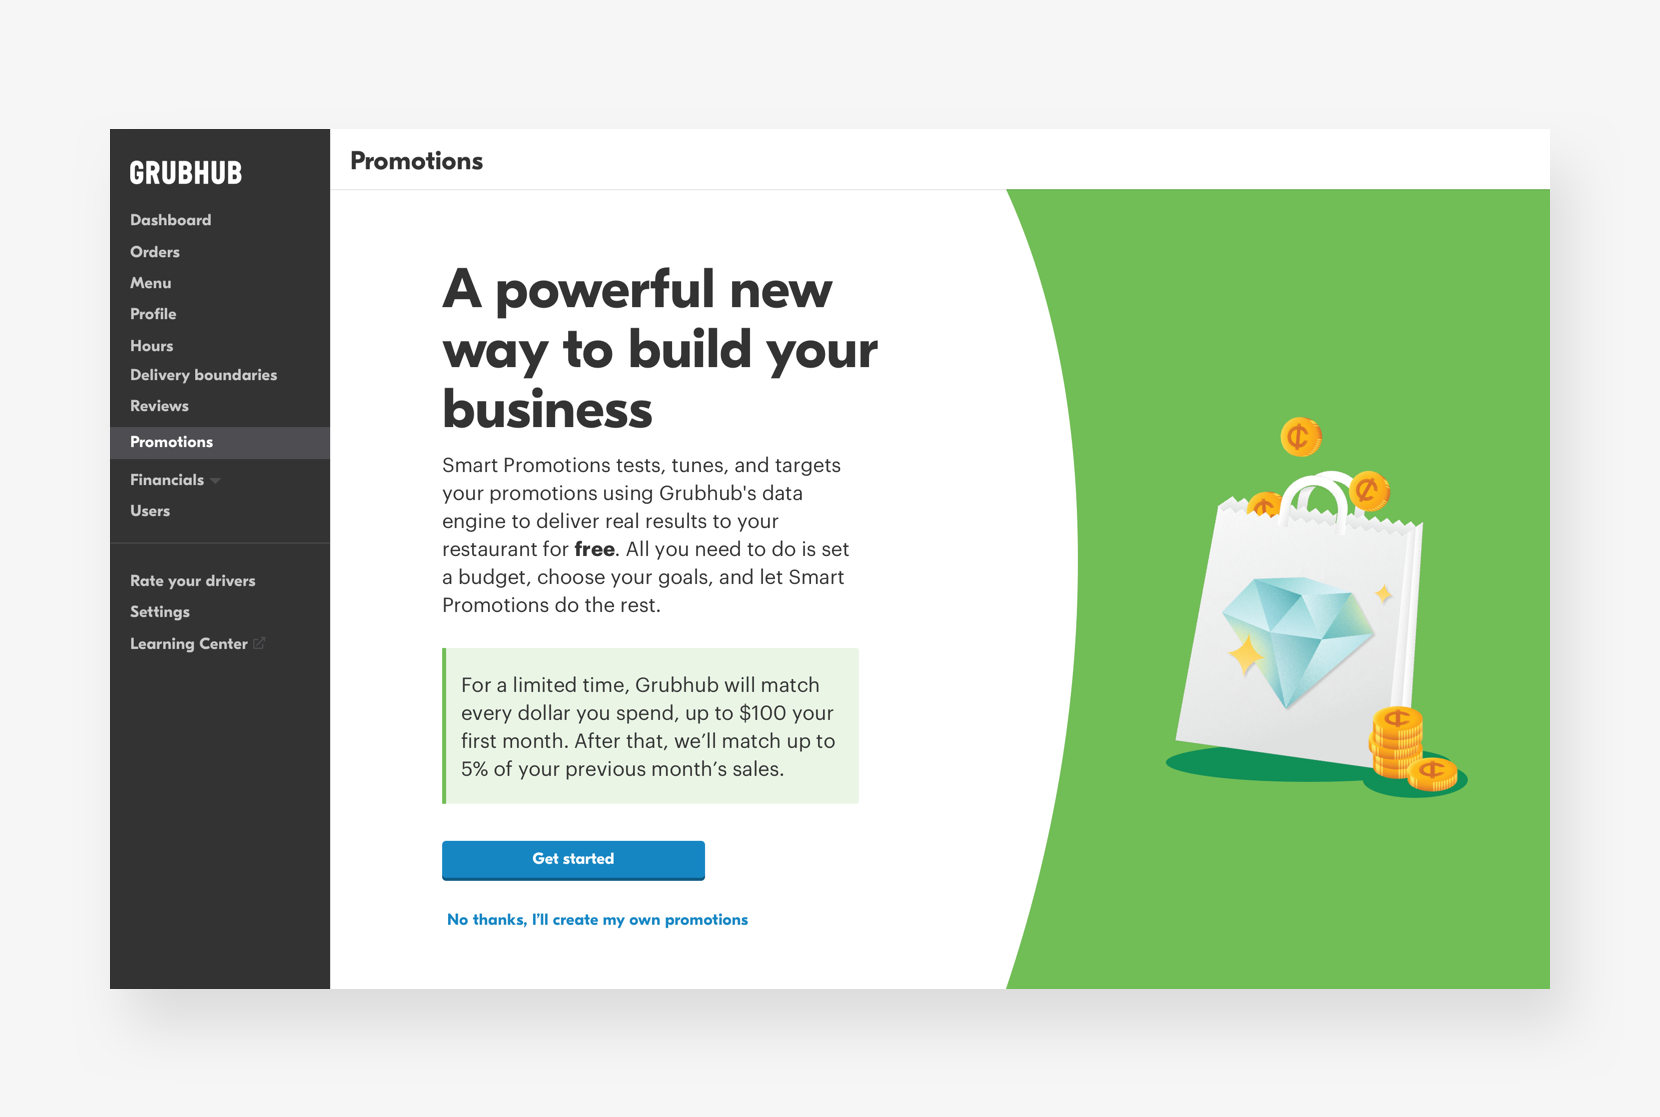 GRUBHUB
Dashboard
Orders
Menu
Profile
Hours
Delivery boundaries
Reviews
Promotions
Financials
Users
Rate your drivers
Settings
Learning Center
Promotions
A powerful new
way to build your
business
Smart Promotions tests, tunes, and targets
your promotions using Grubhub's data
engine to deliver real results to your
restaurant for free. All you need to do is set
a budget, choose your goals, and let Smart
Promotions do the rest.
For a limited time, Grubhub will match
every dollar you spend, up to $100 your
first month. After that, we’ll match up to
5% of your previous month’s sales.
Get started
No thanks, I’ll create my own promotions